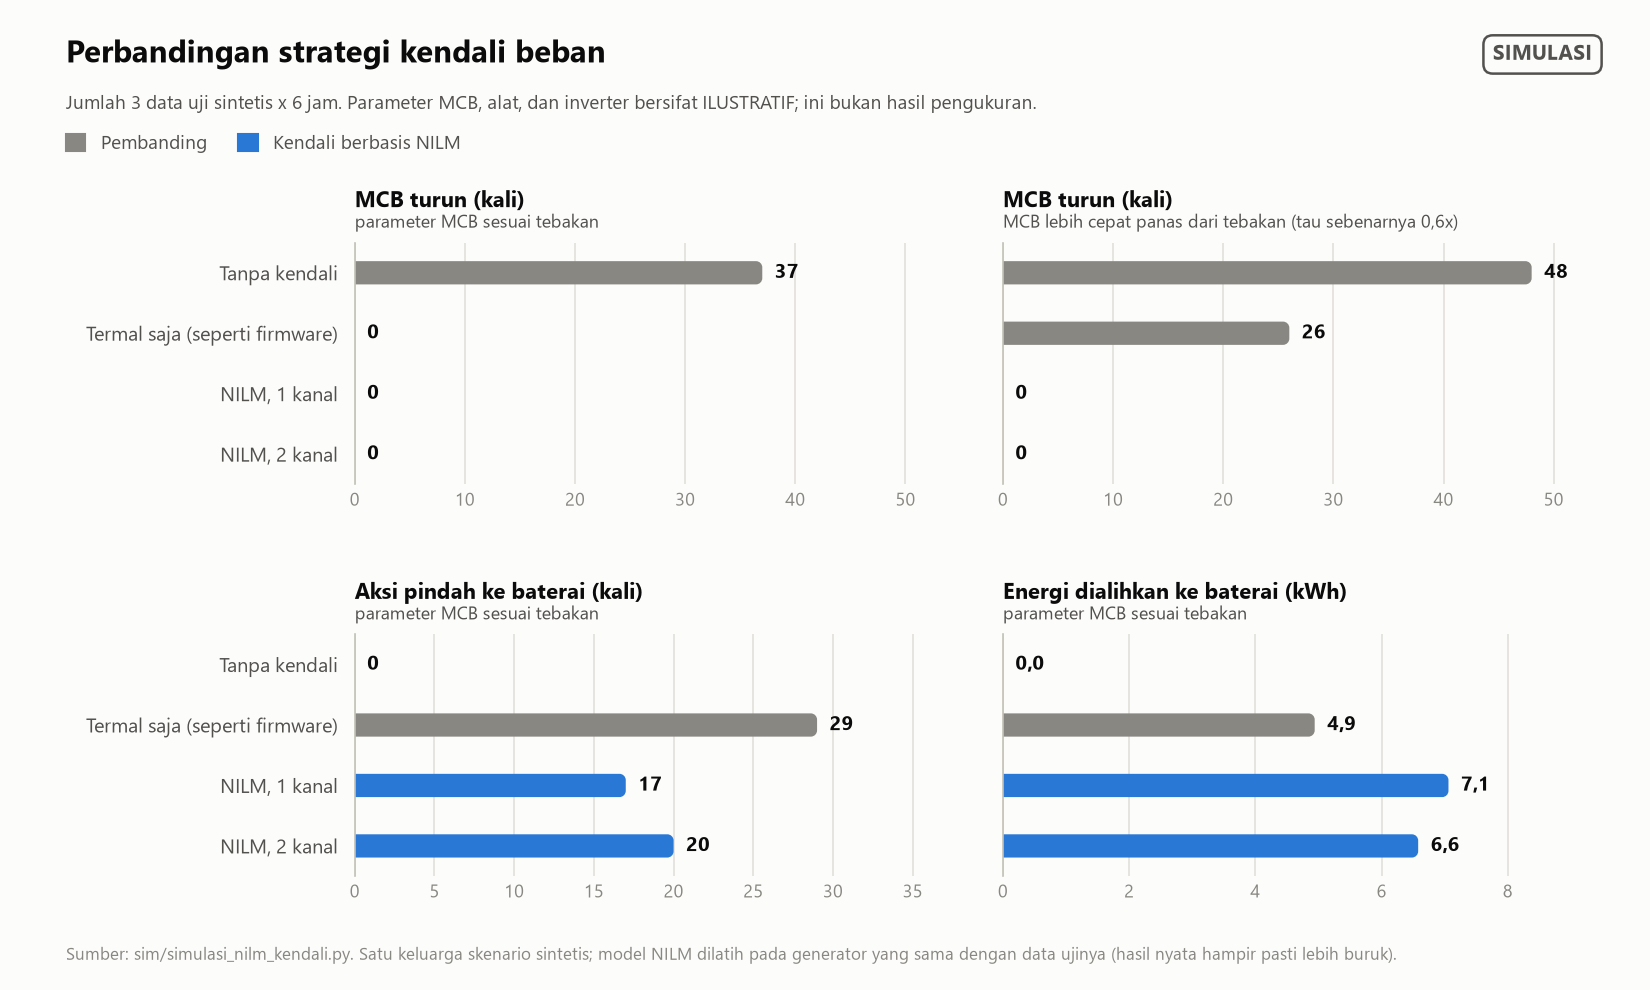 Perbandingan strategi kendali beban
SIMULASI
Jumlah 3 data uji sintetis x 6 jam. Parameter MCB, alat, dan inverter bersifat ILUSTRATIF; ini bukan hasil pengukuran.
Pembanding
Kendali berbasis NILM
MCB turun (kali)
parameter MCB sesuai tebakan
Tanpa kendali
37
Termal saja (seperti firmware)
0
NILM, 1 kanal
0
NILM, 2 kanal
0
0 10 20 30 40 50
MCB turun (kali)
MCB lebih cepat panas dari tebakan (tau sebenarnya 0,6x)
48
26
0
0
0 10 20 30 40 50
Aksi pindah ke baterai (kali)
parameter MCB sesuai tebakan
Tanpa kendali
0
Termal saja (seperti firmware)
29
NILM, 1 kanal
17
NILM, 2 kanal
20
0 5 10 15 20 25 30 35
Energi dialihkan ke baterai (kWh)
parameter MCB sesuai tebakan
0,0
4,9
7,1
6,6
0 2 4 6 8
Sumber: sim/simulasi_nilm_kendali.py. Satu keluarga skenario sintetis; model NILM dilatih pada generator yang sama dengan data ujinya (hasil nyata hampir pasti lebih buruk).